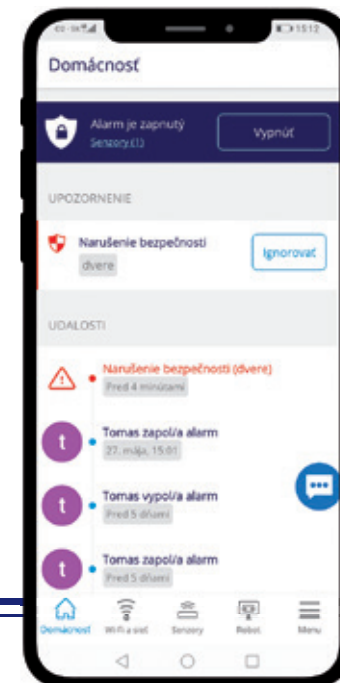 15:12
Domácnosť
Alarm je zapnutý
Senzory (1)
Vypnúť
UPOZORNENIE
Narušenie bezpečnosti
dvere
Ignorovať
UDALOSTI
Narušenie bezpečnosti (dvere)
Pred 4 minútami
t
Tomas zapol/a alarm
27. mája, 15:01
t
Tomas vypol/a alarm
Pred 5 dňami
t
Tomas zapol/a alarm
Pred 5 dňami
Domácnosť
Wi-Fi a sieť
Senzory
Robot
Menu